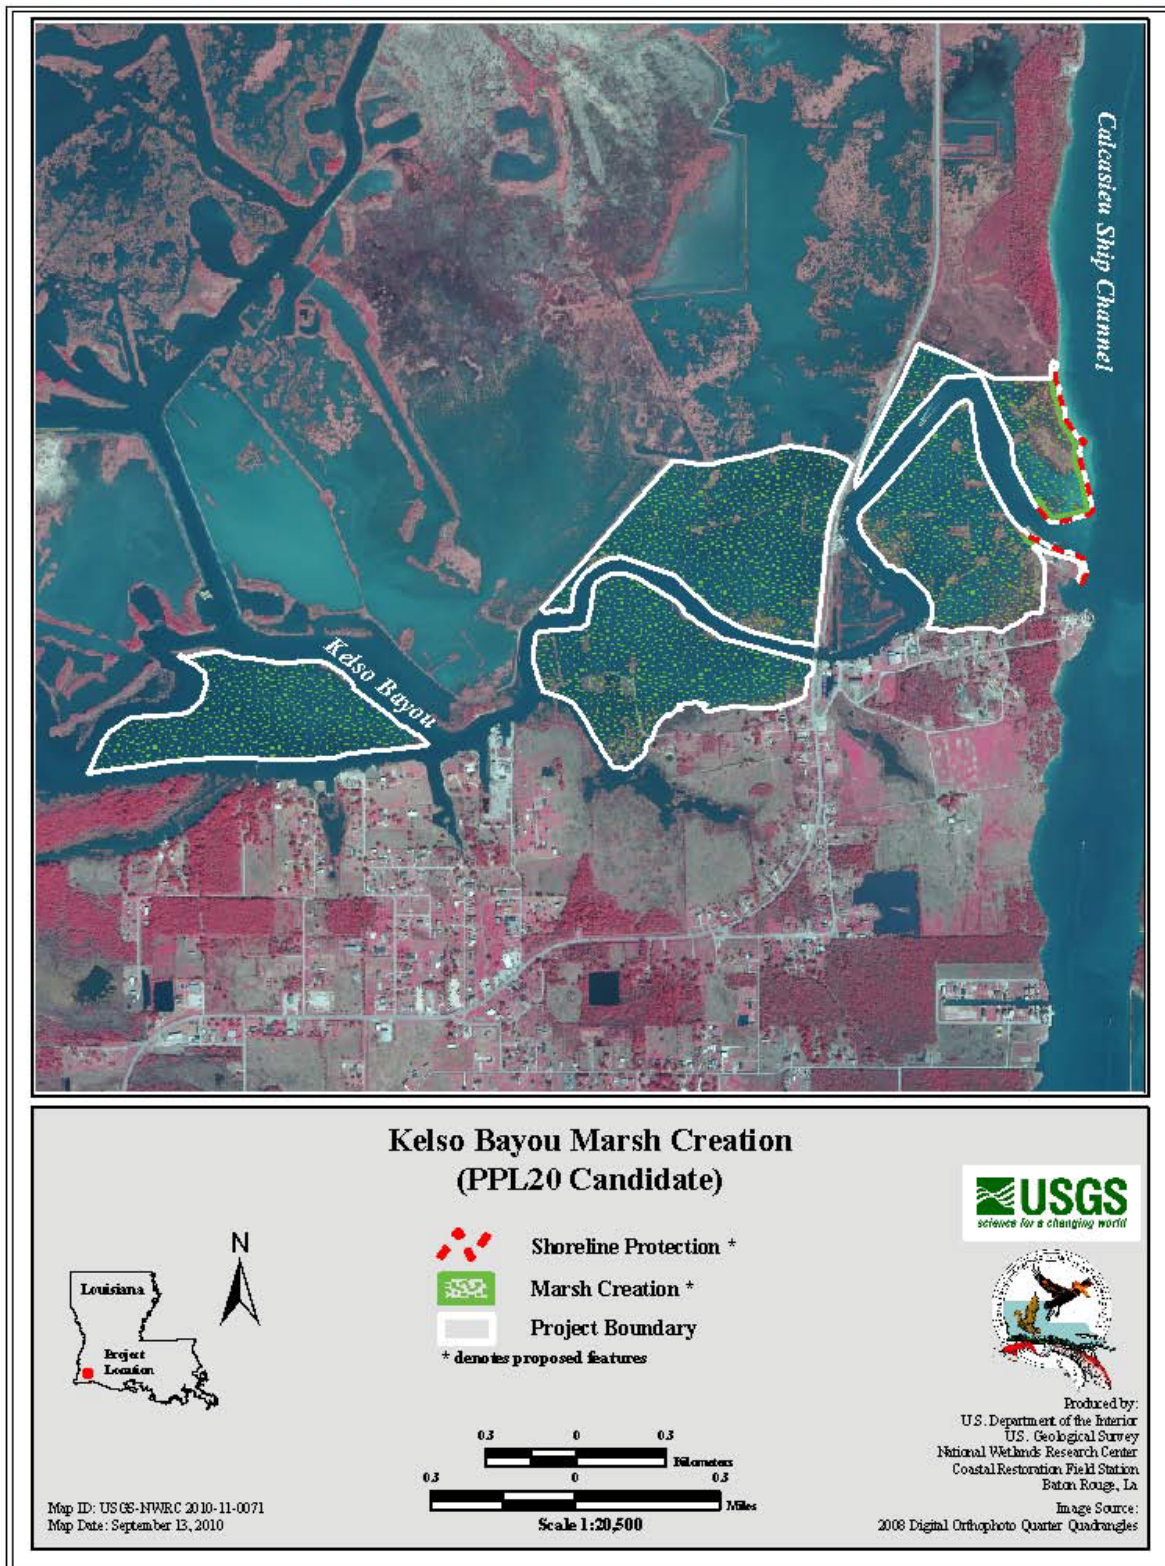 Calcasieu Ship Channel
Kelso Bayou
Kelso Bayou Marsh Creation
(PPL20 Candidate)
USGS
science for a changing world
N
Shoreline Protection *
Marsh Creation *
Project Boundary
* denotes proposed features
Louisiana
Project
Location
Produced by:
U.S. Department of the Interior
U.S. Geological Survey
National Wetlands Research Center
Coastal Restoration Field Station
Baton Rouge, La
0.3 0 0.3
Kilometers
0.3 0 0.3
Miles
Scale 1:20,500
Map ID: USGS-NWRC 2010-11-0071
Map Date: September 13, 2010
Image Source:
2008 Digital Orthophoto Quarter Quadrangles